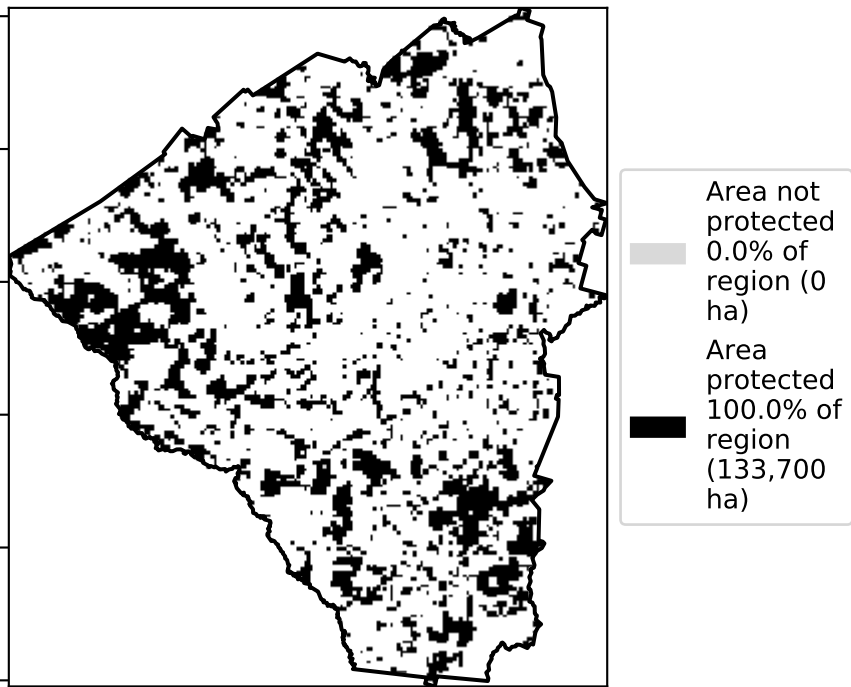 Area not
protected
0.0% of
region (0
ha)
Area
protected
100.0% of
region
(133,700
ha)